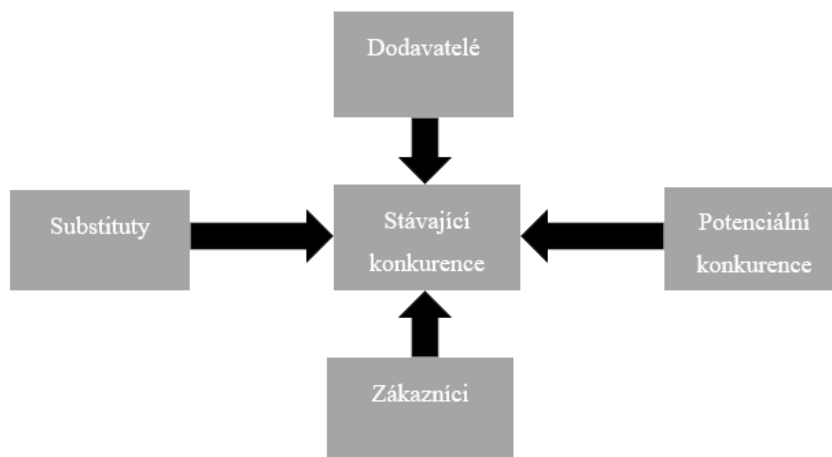 Dodavatelé
Substituty
Stávající
konkurence
Potenciální
konkurence
Zákazníci